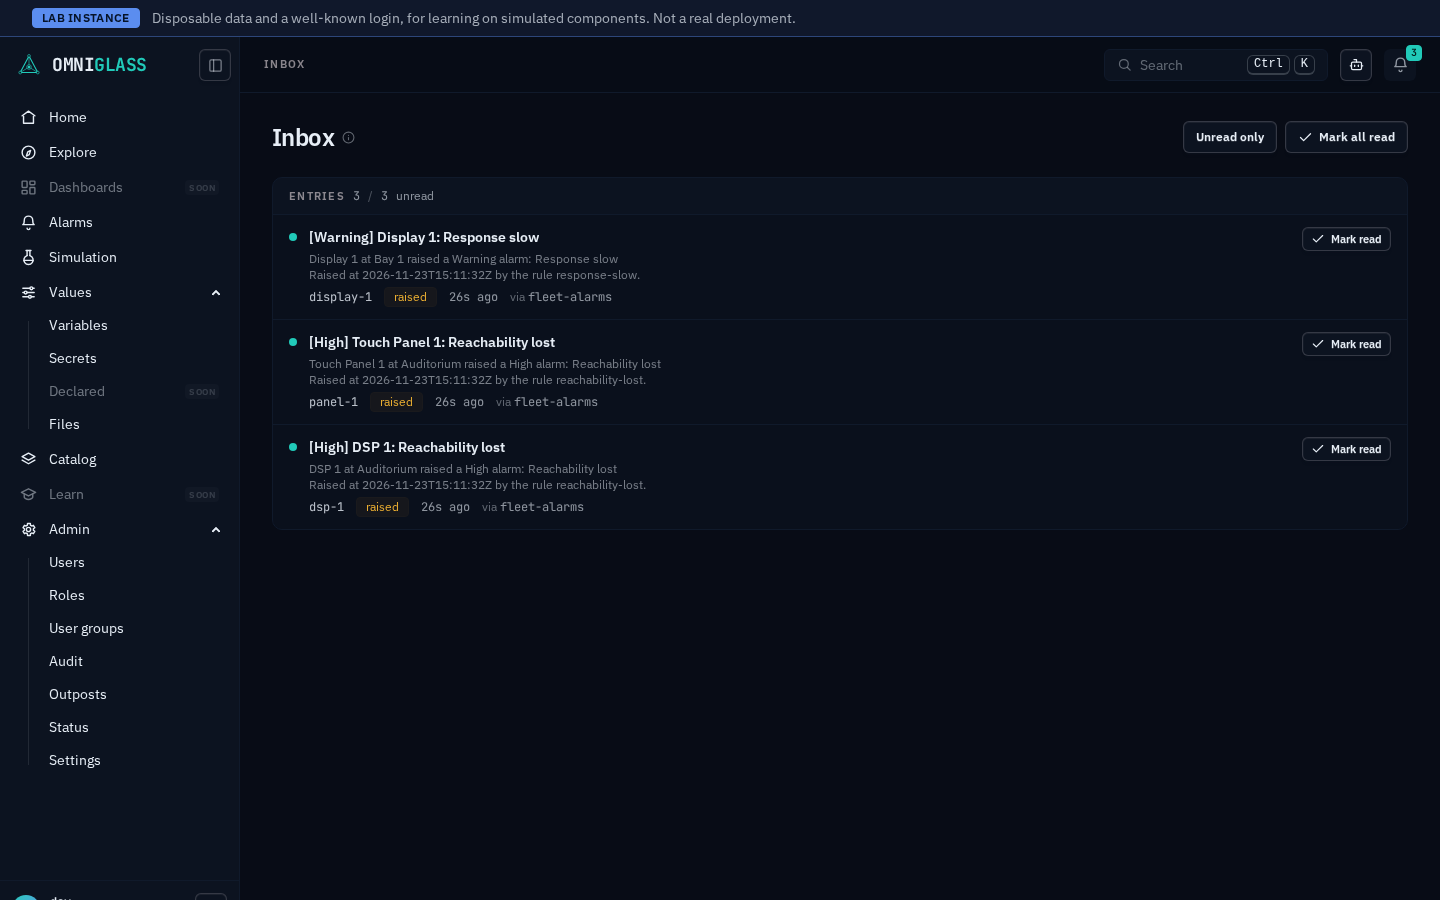 LAB INSTANCE Disposable data and a well-known login, for learning on simulated components. Not a real deployment.
OMNIGLASS
INBOX
Search Ctrl K
3
Home
Explore
Dashboards SOON
Alarms
Simulation
Values
Variables
Secrets
Declared SOON
Files
Catalog
Learn SOON
Admin
Users
Roles
User groups
Audit
Outposts
Status
Settings
Inbox
Unread only
Mark all read
ENTRIES 3 / 3 unread
[Warning] Display 1: Response slow
Mark read
Display 1 at Bay 1 raised a Warning alarm: Response slow
Raised at 2026-11-23T15:11:32Z by the rule response-slow.
display-1 raised 26s ago via fleet-alarms
[High] Touch Panel 1: Reachability lost
Mark read
Touch Panel 1 at Auditorium raised a High alarm: Reachability lost
Raised at 2026-11-23T15:11:32Z by the rule reachability-lost.
panel-1 raised 26s ago via fleet-alarms
[High] DSP 1: Reachability lost
Mark read
DSP 1 at Auditorium raised a High alarm: Reachability lost
Raised at 2026-11-23T15:11:32Z by the rule reachability-lost.
dsp-1 raised 26s ago via fleet-alarms